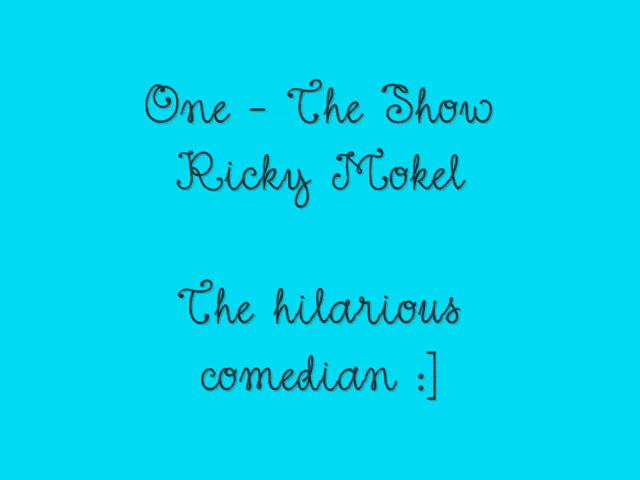 One - The Show
Ricky Mokel
The hilarious
comedian :]